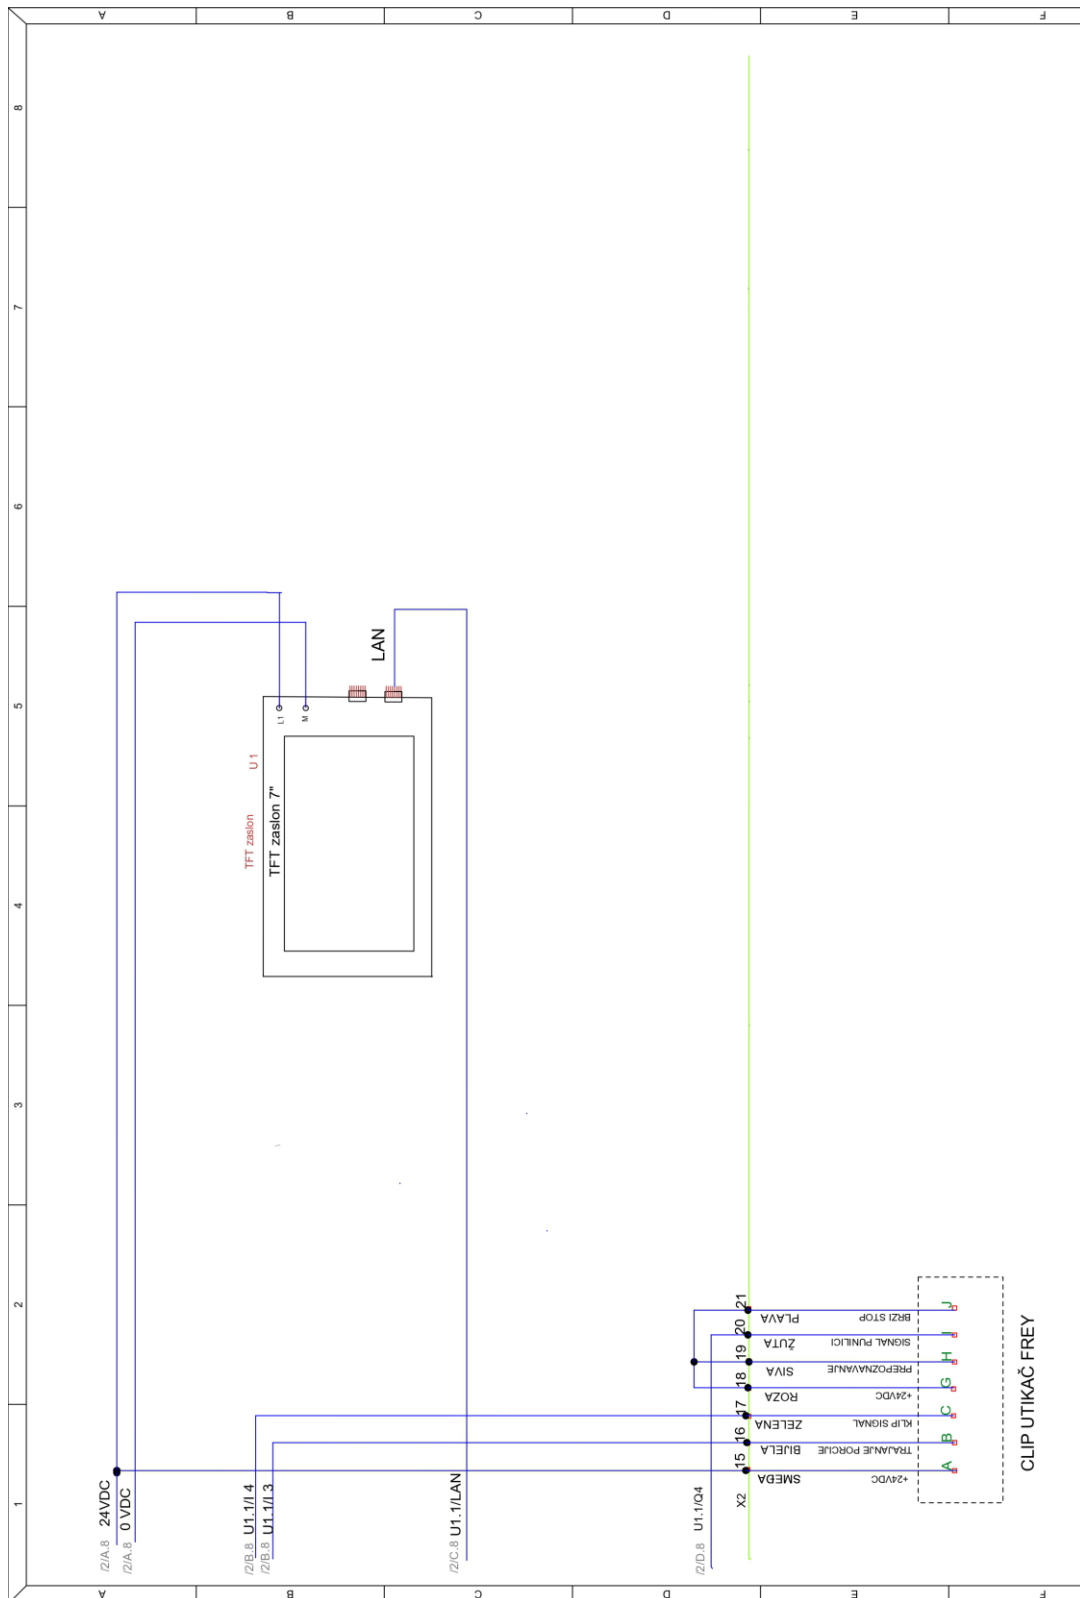 A B C D E F
8
7
6
5
4
3
2
1
A B C D E F
/2/A.8 24VDC
/2/A.8 0 VDC
/2/B.8 U1.1/I 4
/2/B.8 U1.1/I 3
/2/C.8 U1.1/LAN
/2/D.8 U1.1/Q4
TFT zaslon
U 1
TFT zaslon 7"
L1
M
LAN
X2
15 16 17 18 19 20 21
SMEĐA
BIJELA
ZELENA
ROZA
SIVA
ŽUTA
PLAVA
+24VDC
TRAJANJE PORCIJE
KLIP SIGNAL
+24VDC
PREPOZNAVANJE
SIGNAL PUNILICI
BRZI STOP
A B C G H I J
CLIP UTIKAČ FREY